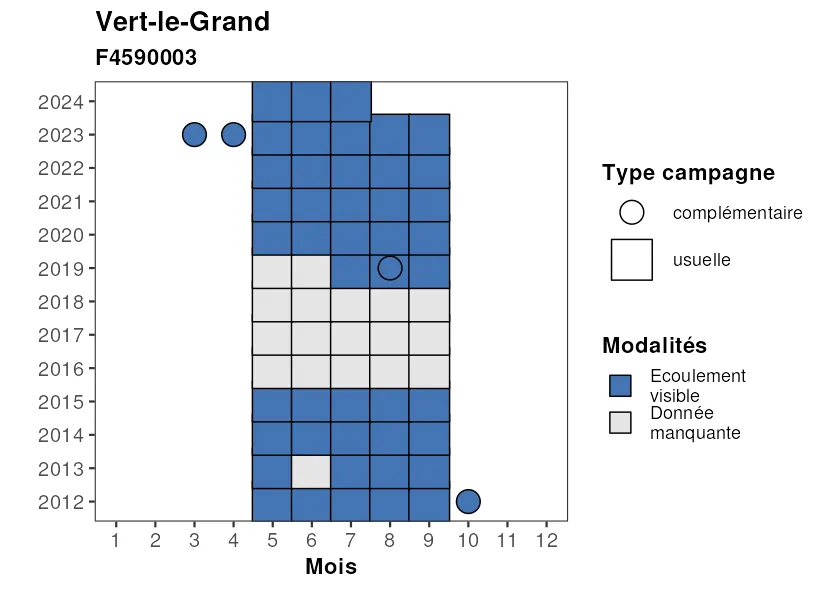 Vert-le-Grand
F4590003
2024
2023
2022
2021
2020
2019
2018
2017
2016
2015
2014
2013
2012
1 2 3 4 5 6 7 8 9 10 11 12
Mois
Type campagne
complémentaire
usuelle
Modalités
Ecoulement
visible
Donnée
manquante